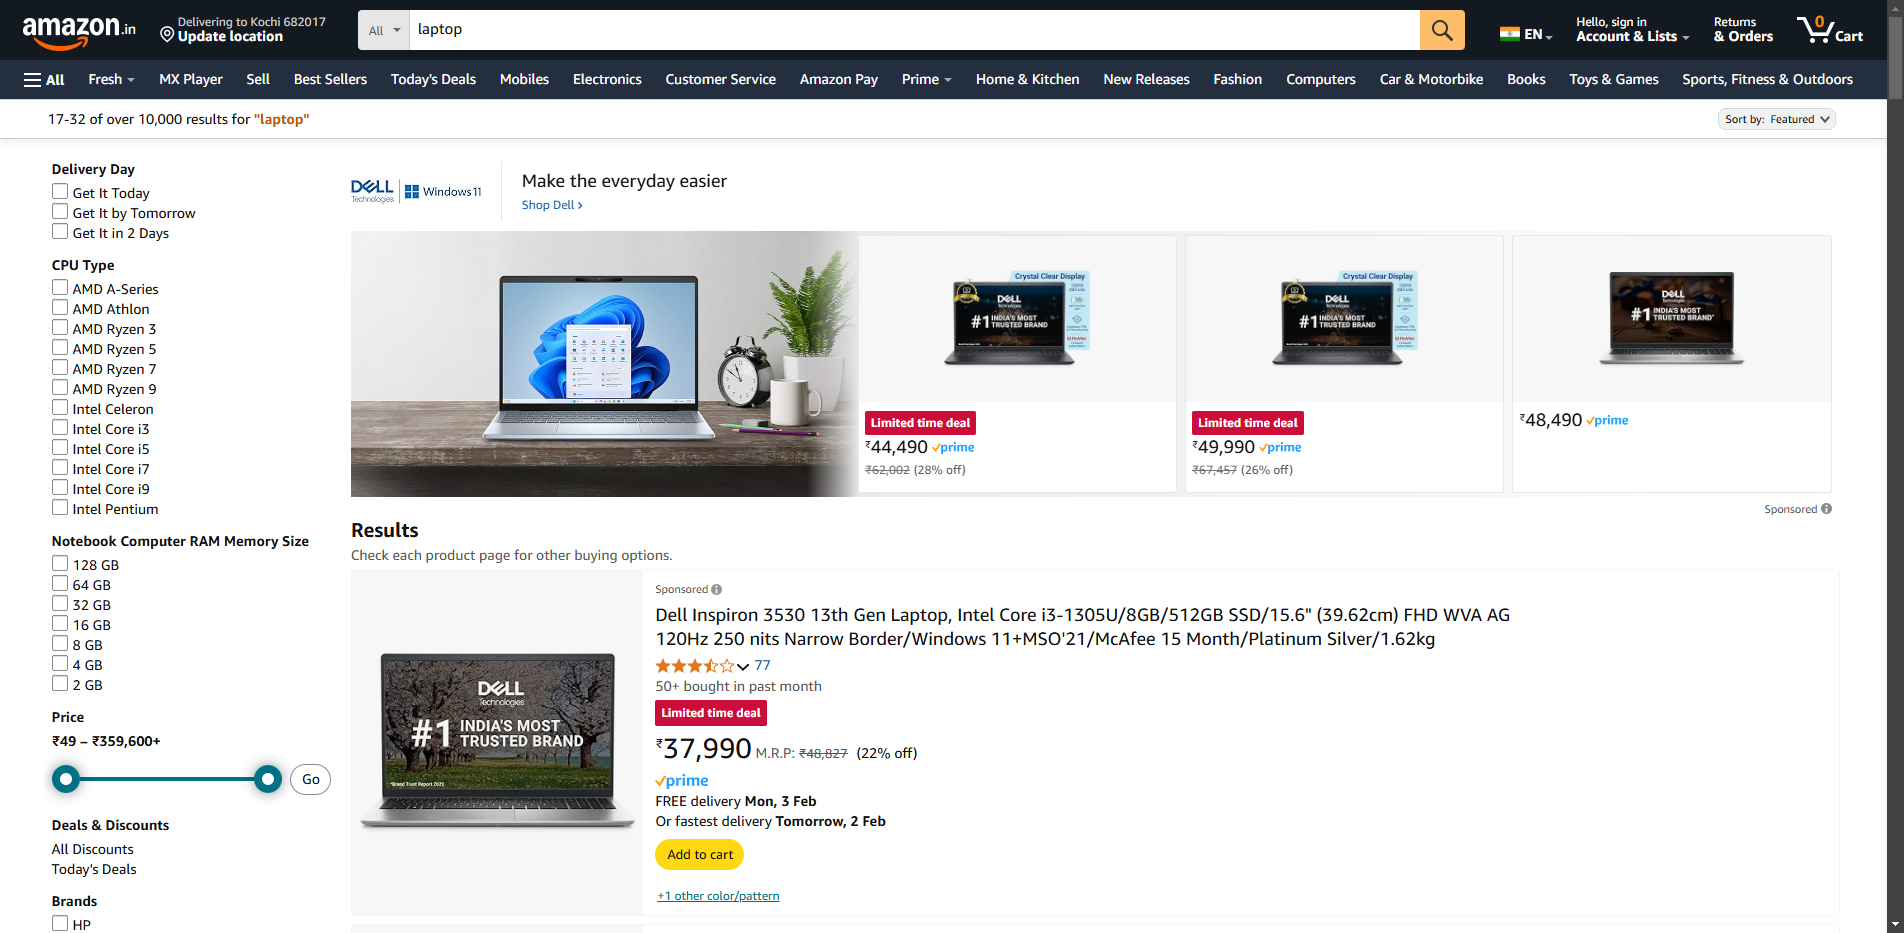 amazon.in
Delivering to Kochi 682017
Update location
All
laptop
EN
Hello, sign in
Account & Lists
Returns
& Orders
0
Cart
All
Fresh
MX Player
Sell
Best Sellers
Today's Deals
Mobiles
Electronics
Customer Service
Amazon Pay
Prime
Home & Kitchen
New Releases
Fashion
Computers
Car & Motorbike
Books
Toys & Games
Sports, Fitness & Outdoors
17-32 of over 10,000 results for "laptop"
Sort by: Featured
Delivery Day
Get It Today
Get It by Tomorrow
Get It in 2 Days
CPU Type
AMD A-Series
AMD Athlon
AMD Ryzen 3
AMD Ryzen 5
AMD Ryzen 7
AMD Ryzen 9
Intel Celeron
Intel Core i3
Intel Core i5
Intel Core i7
Intel Core i9
Intel Pentium
Notebook Computer RAM Memory Size
128 GB
64 GB
32 GB
16 GB
8 GB
4 GB
2 GB
Price
₹49 – ₹359,600+
Go
Deals & Discounts
All Discounts
Today's Deals
Brands
HP
DELL
Technologies
Windows 11
Make the everyday easier
Shop Dell ›
Crystal Clear Display
DELL
Technologies
#1 INDIA'S MOST
TRUSTED BRAND
Limited time deal
₹44,490 prime
₹62,002 (28% off)
Crystal Clear Display
DELL
Technologies
#1 INDIA'S MOST
TRUSTED BRAND
Limited time deal
₹49,990 prime
₹67,457 (26% off)
DELL
Technologies
#1 INDIA'S MOST
TRUSTED BRAND*
₹48,490 prime
Sponsored
Results
Check each product page for other buying options.
DELL
Technologies
#1 INDIA'S MOST
TRUSTED BRAND
*Brand Trust Report 2023
Sponsored
Dell Inspiron 3530 13th Gen Laptop, Intel Core i3-1305U/8GB/512GB SSD/15.6" (39.62cm) FHD WVA AG
120Hz 250 nits Narrow Border/Windows 11+MSO'21/McAfee 15 Month/Platinum Silver/1.62kg
77
50+ bought in past month
Limited time deal
₹37,990 M.R.P: ₹48,827 (22% off)
prime
FREE delivery Mon, 3 Feb
Or fastest delivery Tomorrow, 2 Feb
Add to cart
+1 other color/pattern